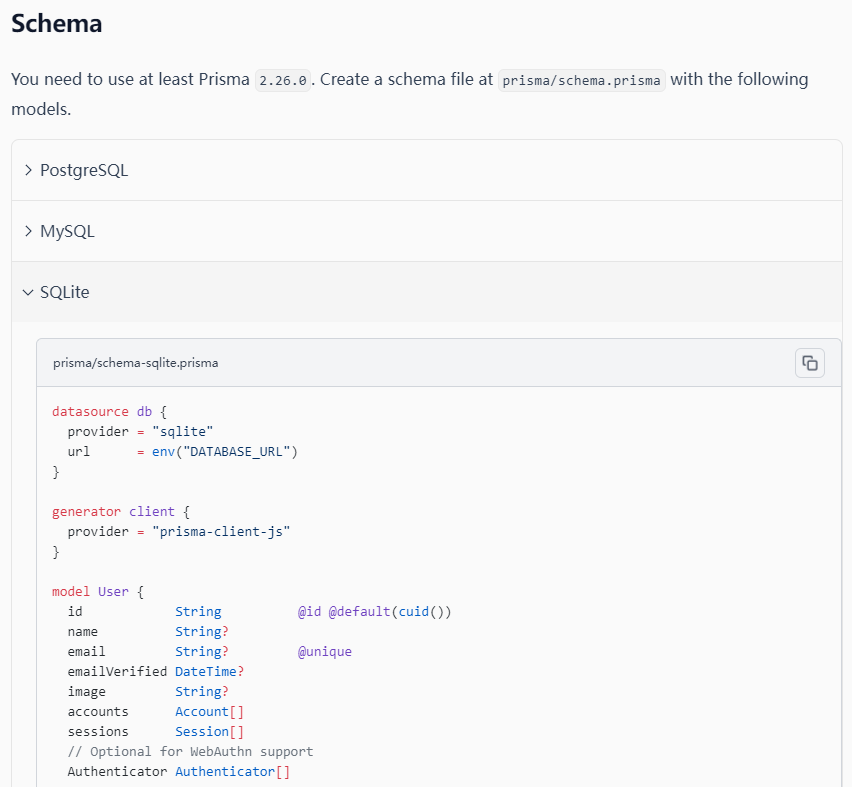 Schema
You need to use at least Prisma 2.26.0. Create a schema file at prisma/schema.prisma with the following
models.
PostgreSQL
MySQL
SQLite
prisma/schema-sqlite.prisma
datasource db {
  provider = "sqlite"
  url      = env("DATABASE_URL")
}

generator client {
  provider = "prisma-client-js"
}

model User {
  id            String          @id @default(cuid())
  name          String?
  email         String?         @unique
  emailVerified DateTime?
  image         String?
  accounts      Account[]
  sessions      Session[]
  // Optional for WebAuthn support
  Authenticator Authenticator[]